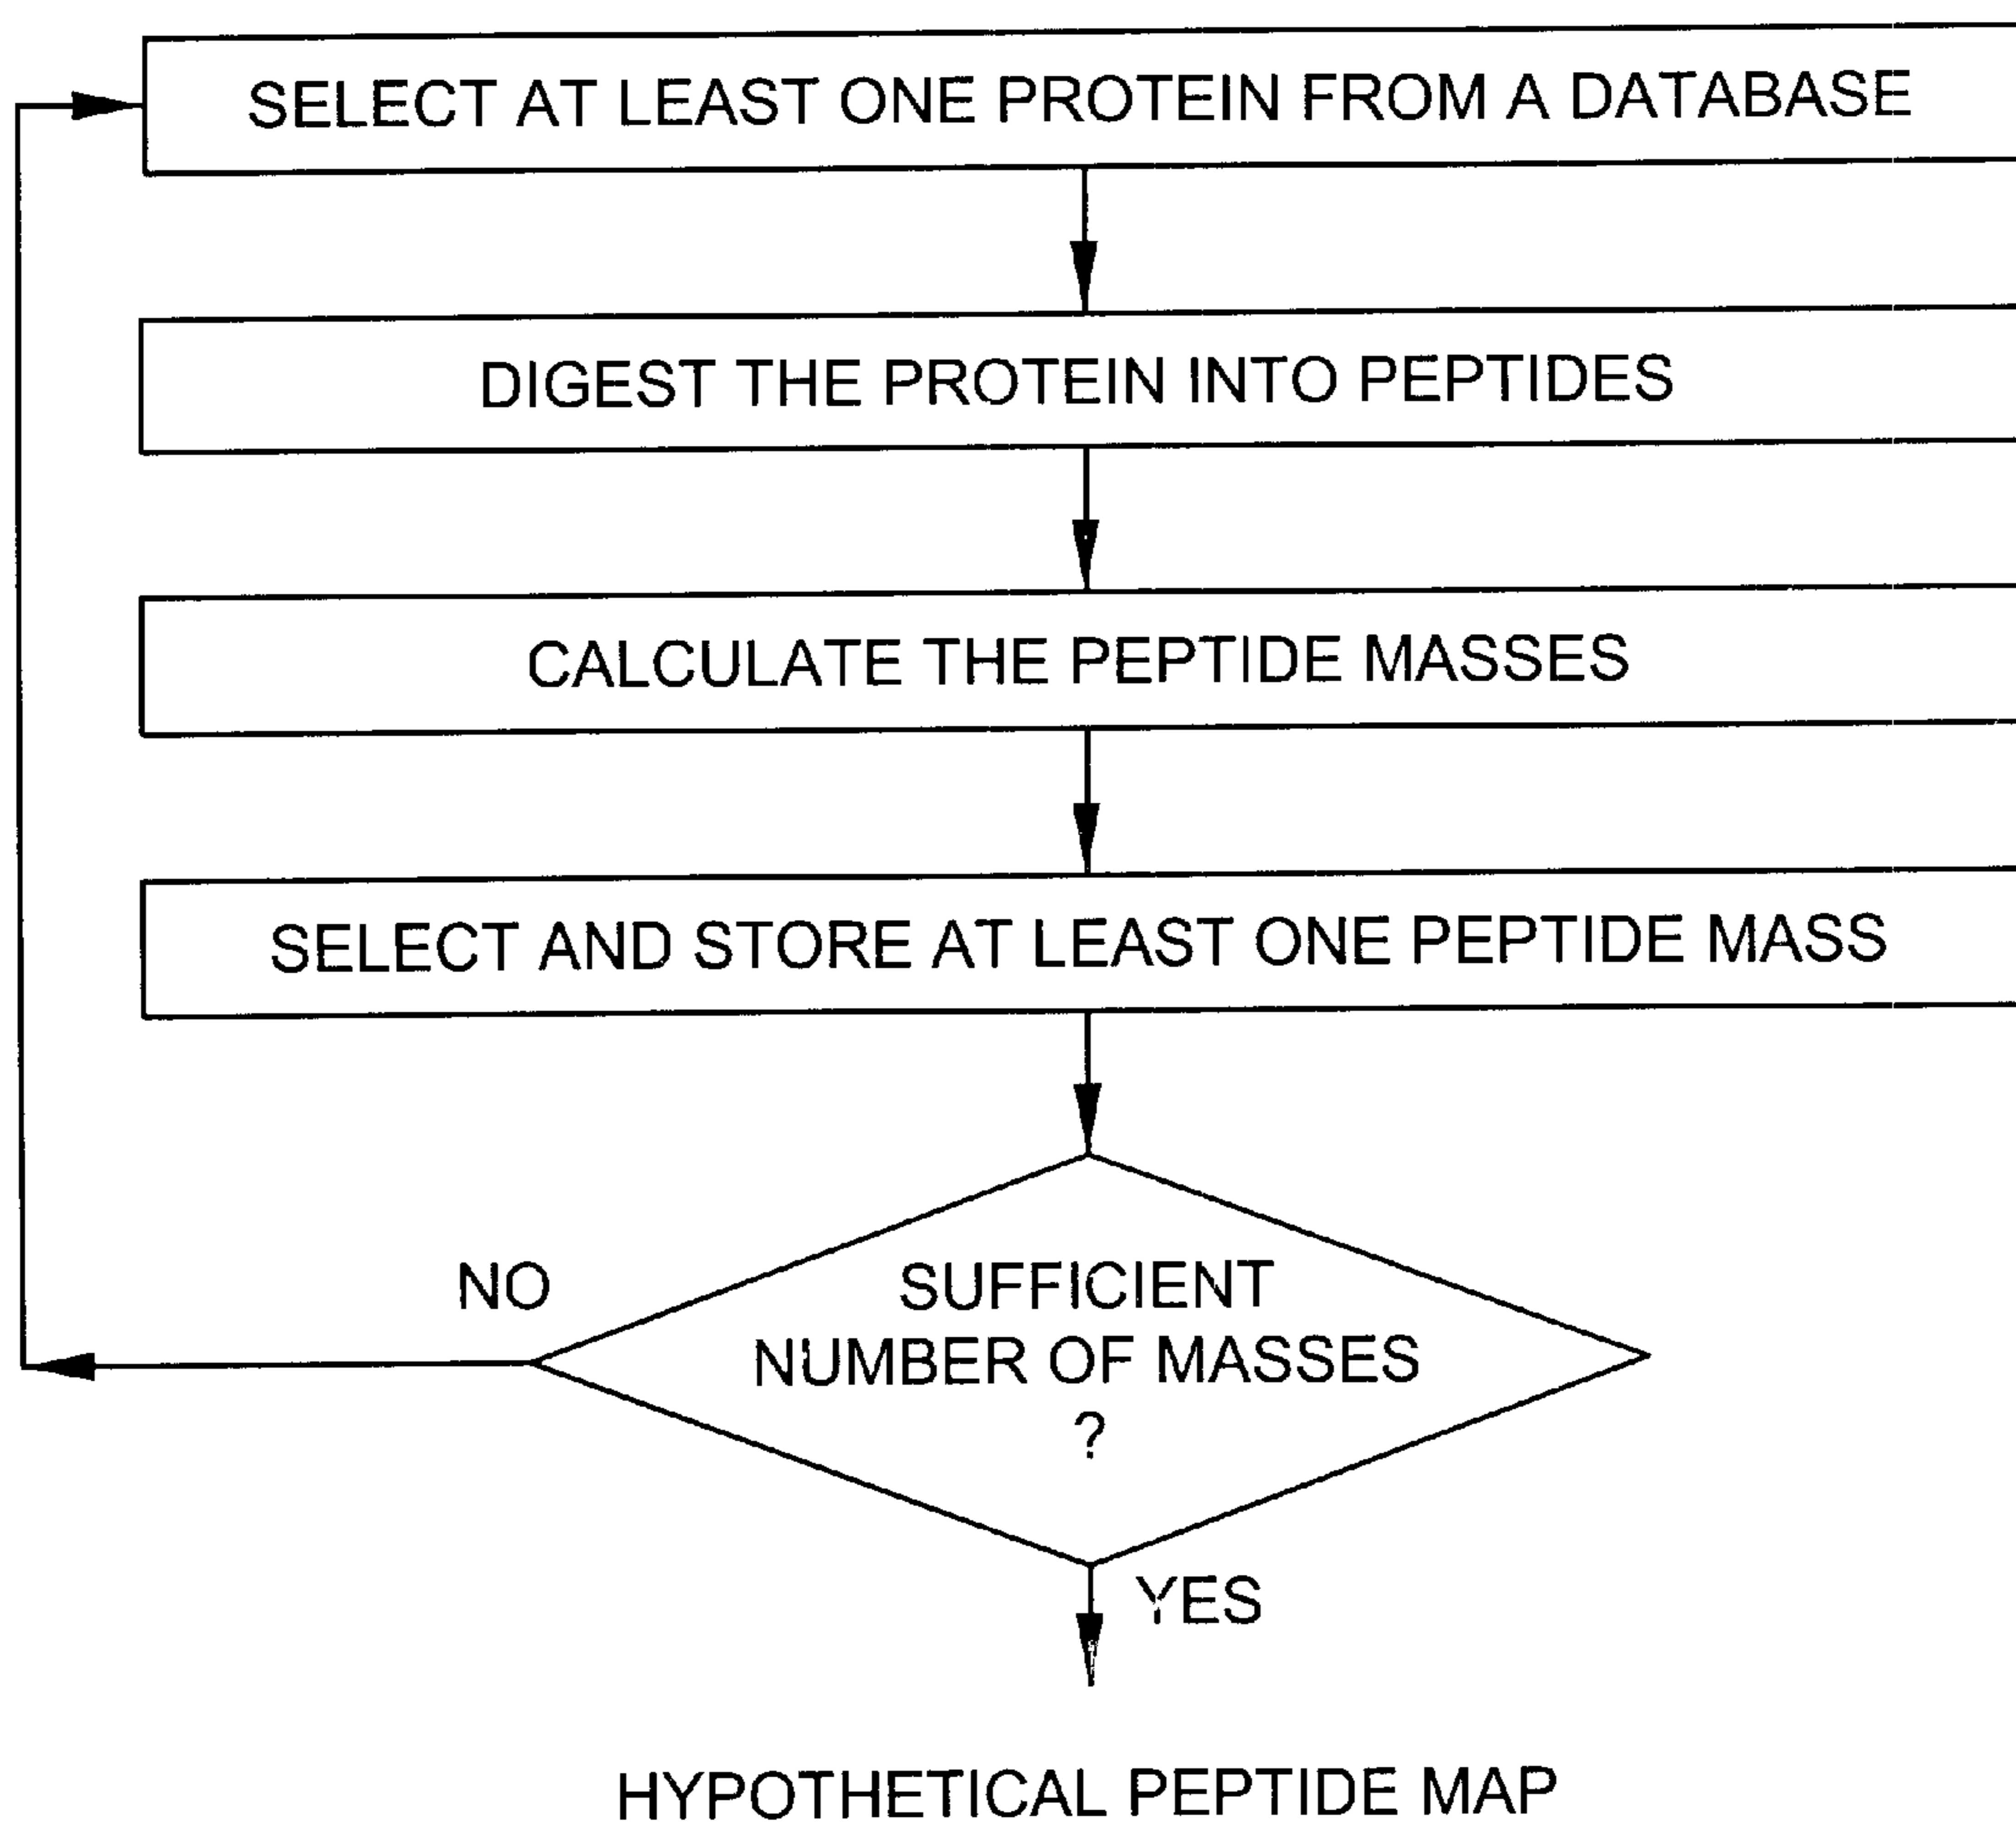 SELECT AT LEAST ONE PROTEIN FROM A DATABASE
DIGEST THE PROTEIN INTO PEPTIDES
CALCULATE THE PEPTIDE MASSES
SELECT AND STORE AT LEAST ONE PEPTIDE MASS
NO
SUFFICIENT
NUMBER OF MASSES
?
YES
HYPOTHETICAL PEPTIDE MAP